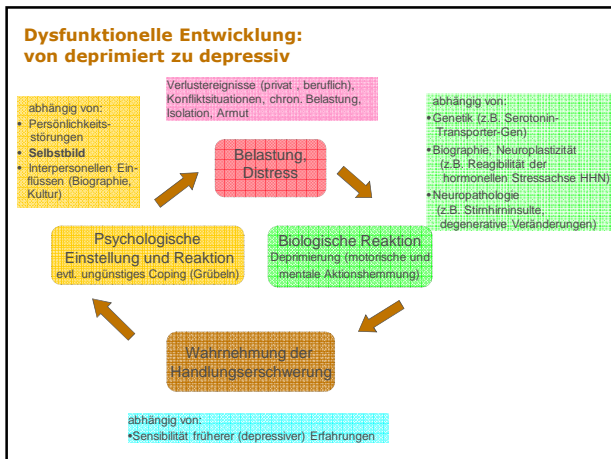 Dysfunktionelle Entwicklung:
von deprimiert zu depressiv
Verlustereignisse (privat , beruflich),
Konfliktsituationen, chron. Belastung,
Isolation, Armut
abhängig von:
• Persönlichkeits-
störungen
• Selbstbild
• Interpersonellen Ein-
flüssen (Biographie,
Kultur)
abhängig von:
•Genetik (z.B. Serotonin-
Transporter-Gen)
•Biographie, Neuroplastizität
(z.B. Reagibilität der
hormonellen Stressachse HHN)
•Neuropathologie
(z.B. Stirnhirninsulte,
degenerative Veränderungen)
Belastung,
Distress
Psychologische
Einstellung und Reaktion
evtl. ungünstiges Coping (Grübeln)
Biologische Reaktion
Deprimierung (motorische und
mentale Aktionshemmung)
Wahrnehmung der
Handlungserschwerung
abhängig von:
•Sensibilität früherer (depressiver) Erfahrungen